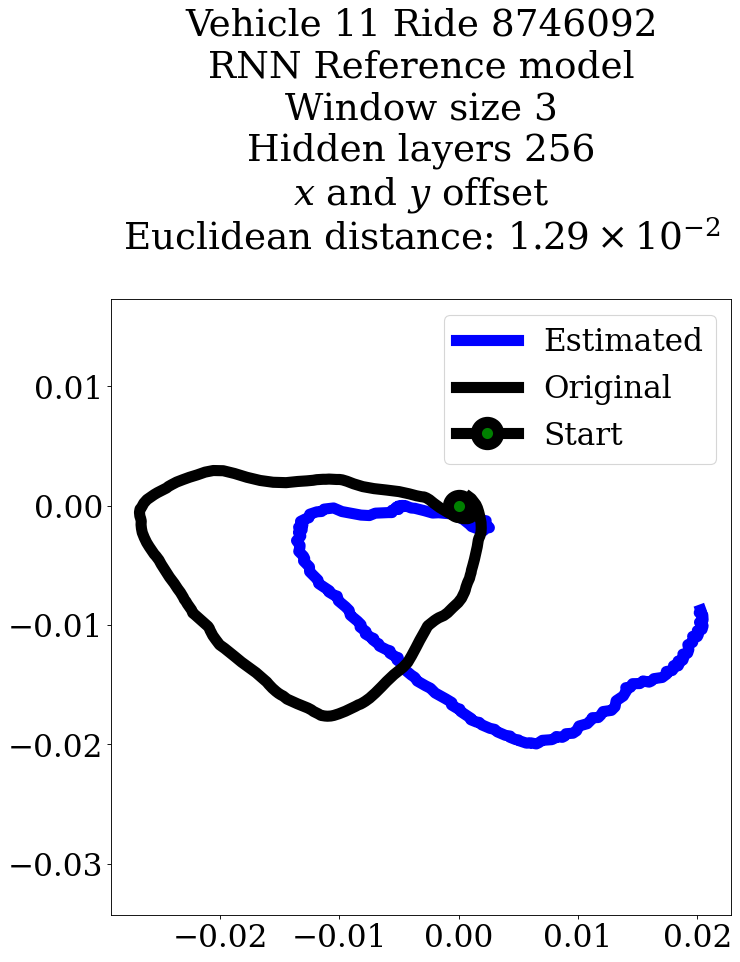 Vehicle 11 Ride 8746092
RNN Reference model
Window size 3
Hidden layers 256
x and y offset
Euclidean distance: 1.29 × 10⁻²
Estimated
Original
Start
0.01
0.00
−0.01
−0.02
−0.03
−0.02 −0.01 0.00 0.01 0.02